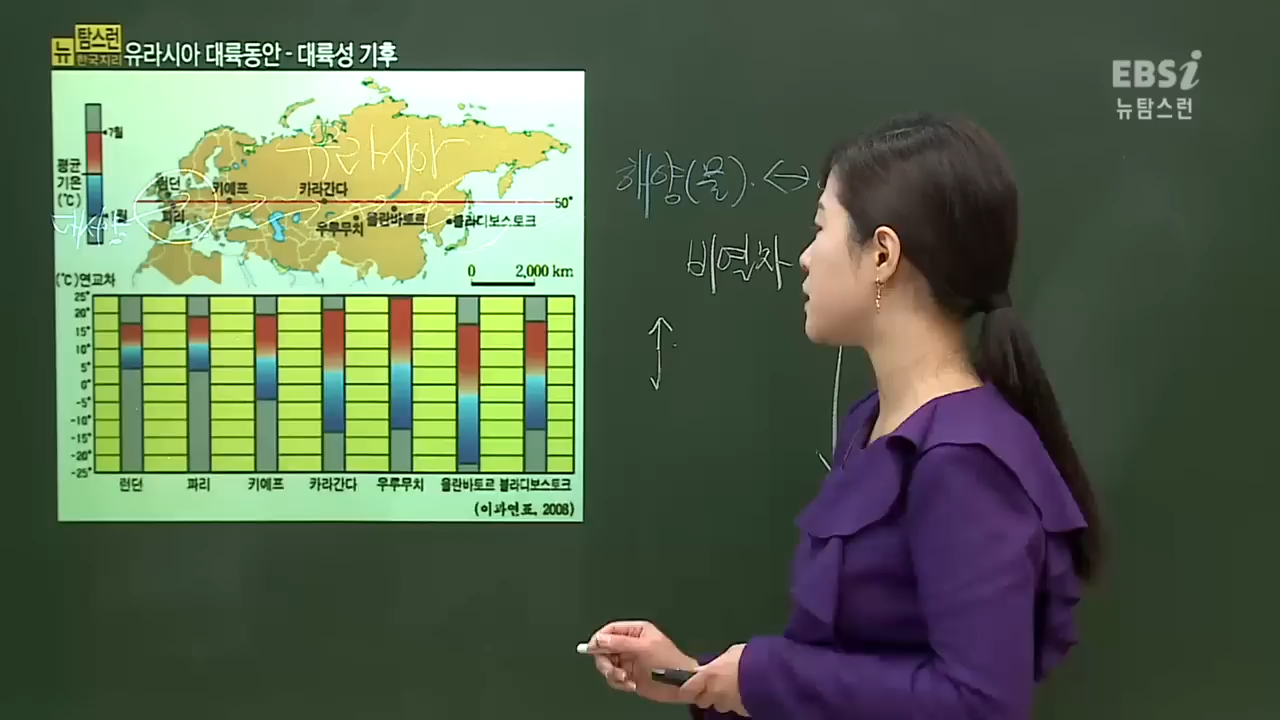 뉴
탐스런
한국지리
유라시아 대륙동안 - 대륙성 기후
EBSi
뉴탐스런
7월
평균
기온
(℃)
1월
유라시아
대서양
런던
키예프
카라간다
50°
파리
울란바토르
블라디보스토크
우루무치
0 2,000 km
(℃)연교차
25°
20°
15°
10°
5°
0°
-5°
-10°
-15°
-20°
-25°
런던 파리 키예프 카라간다 우루무치 울란바토르 블라디보스토크
(이과연표, 2008)
해양(물). ↔
비열차